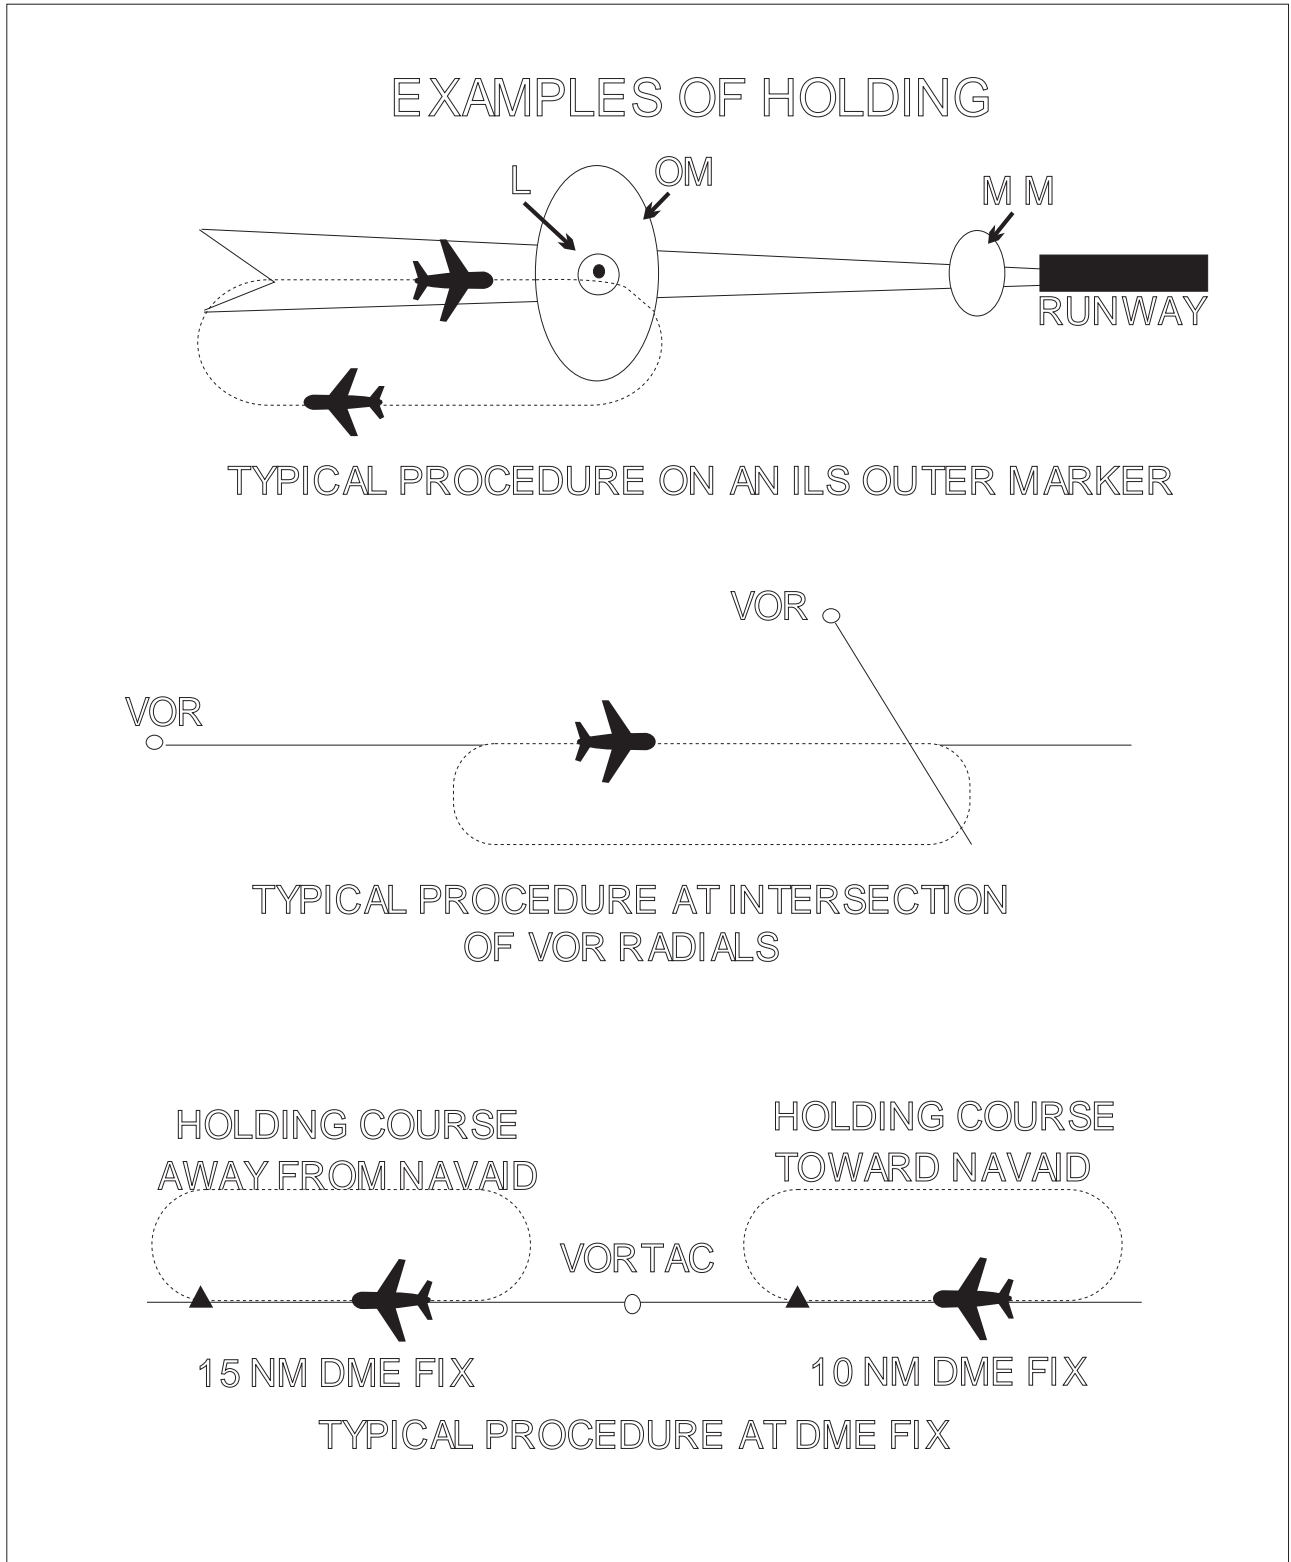 EXAMPLES OF HOLDING
L
OM
MM
RUNWAY
TYPICAL PROCEDURE ON AN ILS OUTER MARKER
VOR
VOR
TYPICAL PROCEDURE AT INTERSECTION
OF VOR RADIALS
HOLDING COURSE
AWAY FROM NAVAID
HOLDING COURSE
TOWARD NAVAID
VORTAC
15 NM DME FIX
10 NM DME FIX
TYPICAL PROCEDURE AT DME FIX